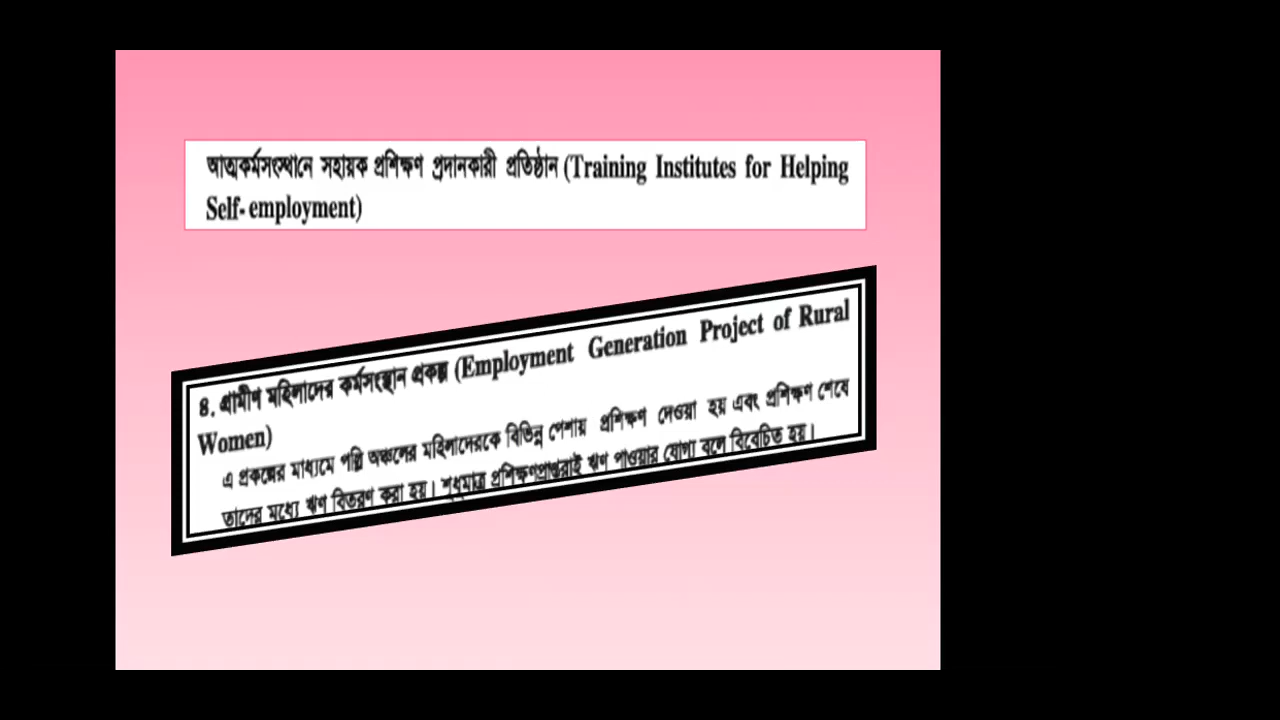 আত্মকর্মসংস্থানে সহায়ক প্রশিক্ষণ প্রদানকারী প্রতিষ্ঠান (Training Institutes for Helping
Self- employment)
৪. গ্রামীণ মহিলাদের কর্মসংস্থান প্রকল্প (Employment Generation Project of Rural
Women)
এ প্রকল্পের মাধ্যমে পল্লি অঞ্চলের মহিলাদেরকে বিভিন্ন পেশায় প্রশিক্ষণ দেওয়া হয় এবং প্রশিক্ষণ শেষে
তাদের মধ্যে ঋণ বিতরণ করা হয়। শুধুমাত্র প্রশিক্ষণপ্রাপ্তরাই ঋণ পাওয়ার যোগ্য বলে বিবেচিত হয়।